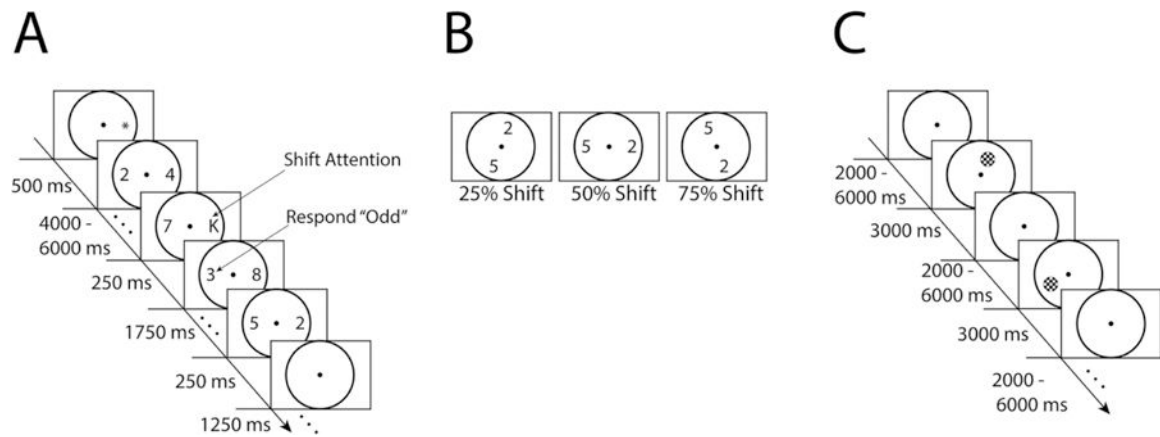 A
*
500 ms
2 4
4000 -
6000 ms
7 K
Shift Attention
250 ms
3 8
Respond “Odd”
1750 ms
5 2
250 ms
1250 ms
B
2
5
25% Shift
5 2
50% Shift
5
2
75% Shift
C
2000 -
6000 ms
3000 ms
2000 -
6000 ms
3000 ms
2000 -
6000 ms